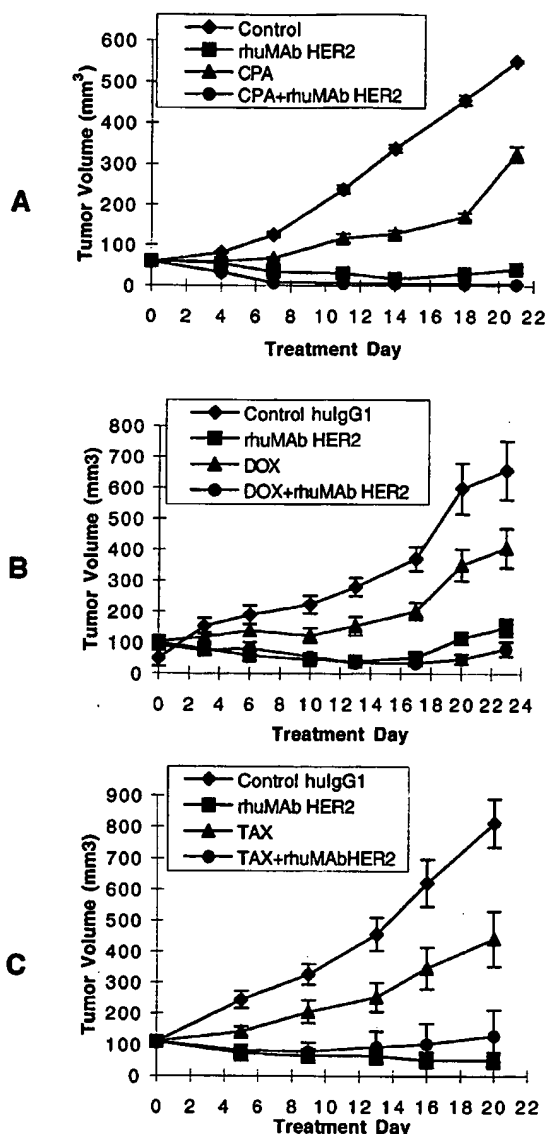 Control
rhuMAb HER2
CPA
CPA+rhuMAb HER2
A
Tumor Volume (mm³)
600
500
400
300
200
100
0
0 2 4 6 8 10 12 14 16 18 20 22
Treatment Day
Control huIgG1
rhuMAb HER2
DOX
DOX+rhuMAb HER2
B
Tumor Volume (mm3)
800
700
600
500
400
300
200
100
0
0 2 4 6 8 10 12 14 16 18 20 22 24
Treatment Day
Control huIgG1
rhuMAb HER2
TAX
TAX+rhuMAbHER2
C
Tumor Volume (mm3)
900
800
700
600
500
400
300
200
100
0
0 2 4 6 8 10 12 14 16 18 20 22
Treatment Day